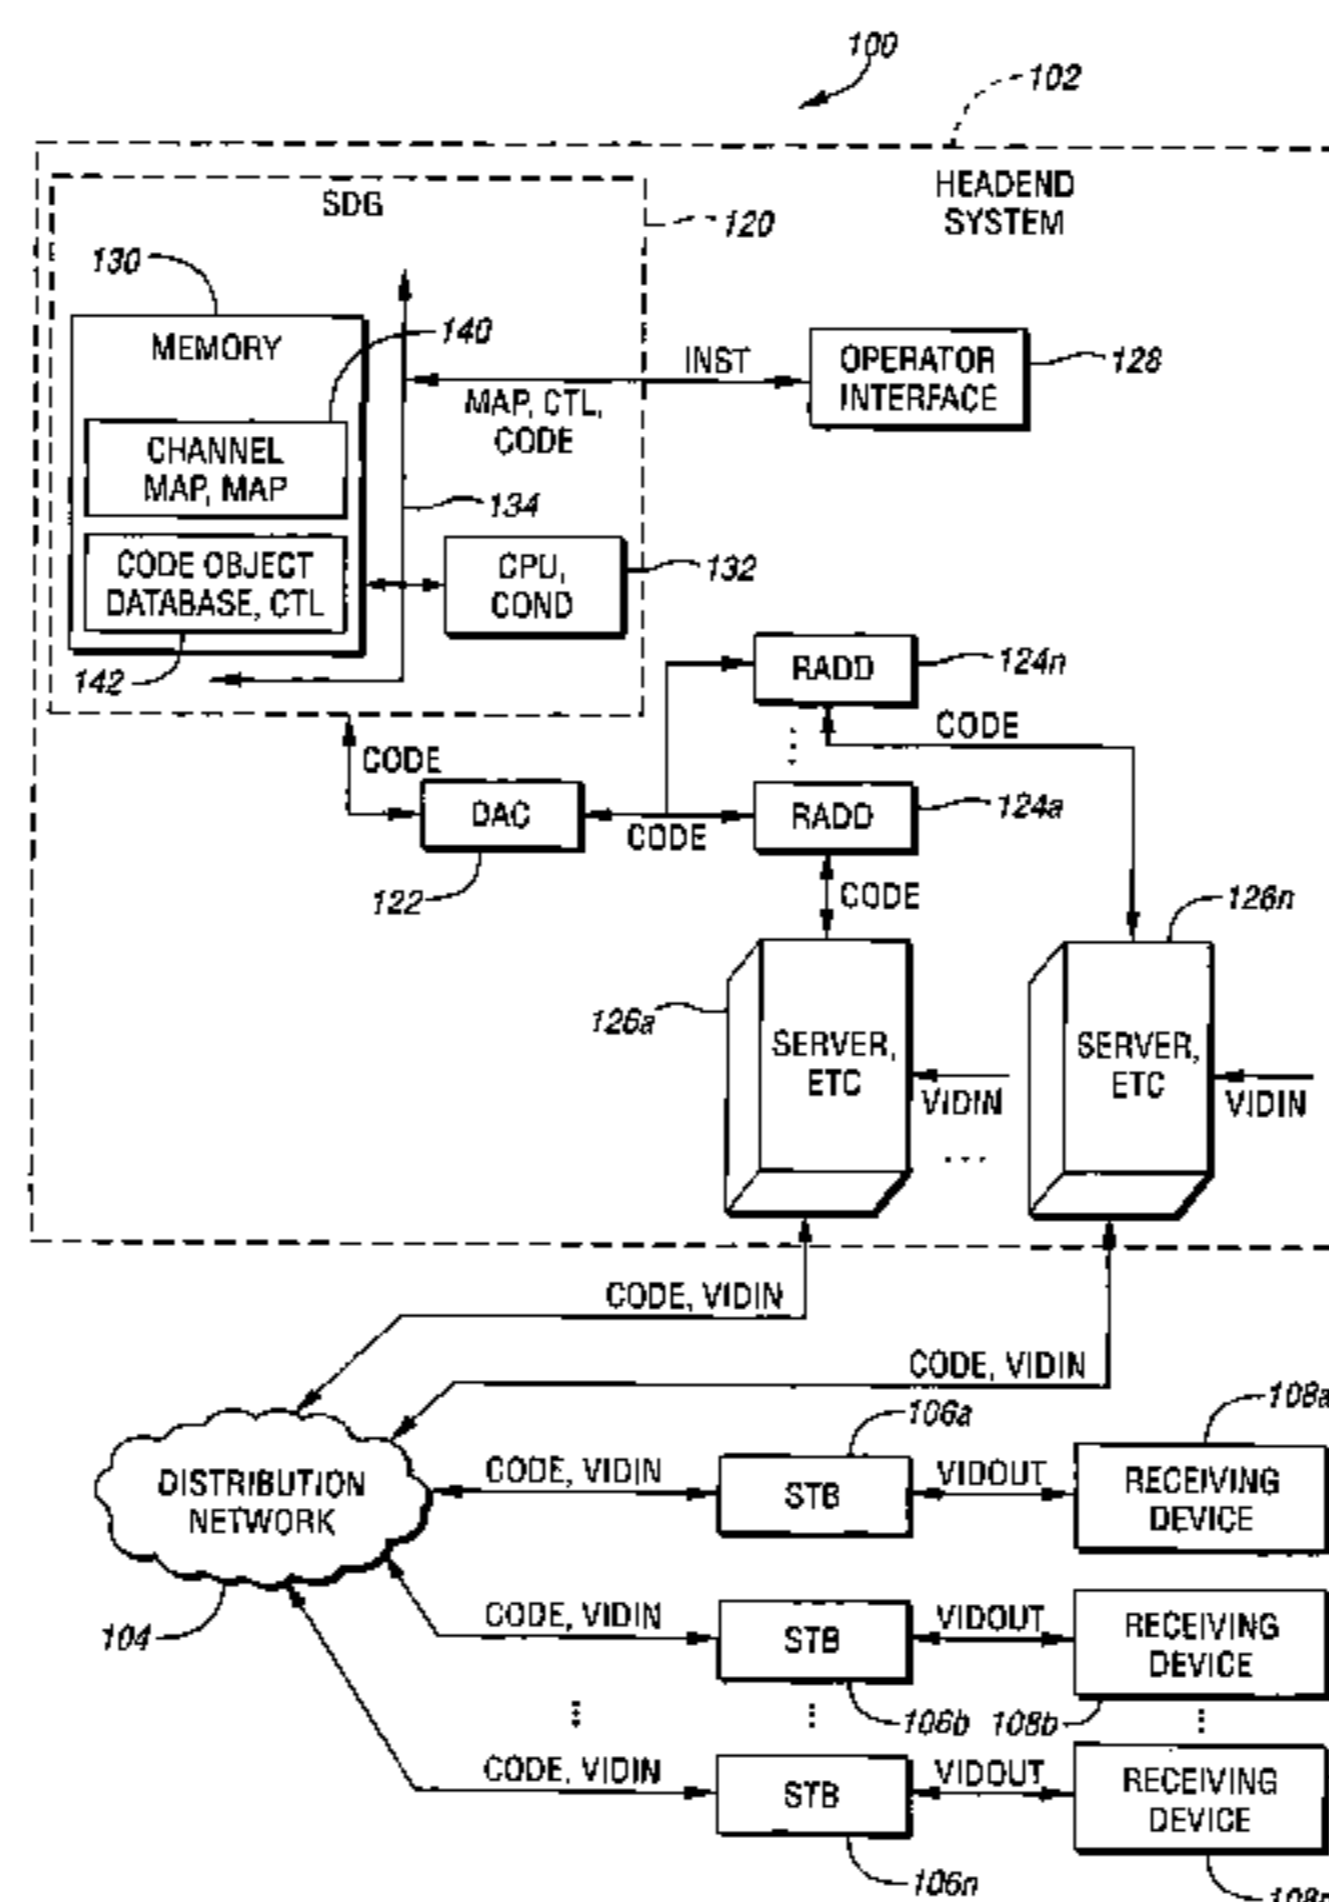 100
102
HEADEND
SYSTEM
SDG
120
130
MEMORY
140
INST
OPERATOR
INTERFACE
128
MAP, CTL,
CODE
CHANNEL
MAP, MAP
134
CODE OBJECT
DATABASE, CTL
CPU,
COND
132
142
RADD
124n
CODE
CODE
DAC
CODE
RADD
124a
122
CODE
126n
126a
SERVER,
ETC
VIDIN
SERVER,
ETC
VIDIN
CODE, VIDIN
CODE, VIDIN
DISTRIBUTION
NETWORK
104
CODE, VIDIN
106a
STB
VIDOUT
108a
RECEIVING
DEVICE
CODE, VIDIN
STB
VIDOUT
RECEIVING
DEVICE
106b
108b
CODE, VIDIN
STB
VIDOUT
RECEIVING
DEVICE
106n
108n